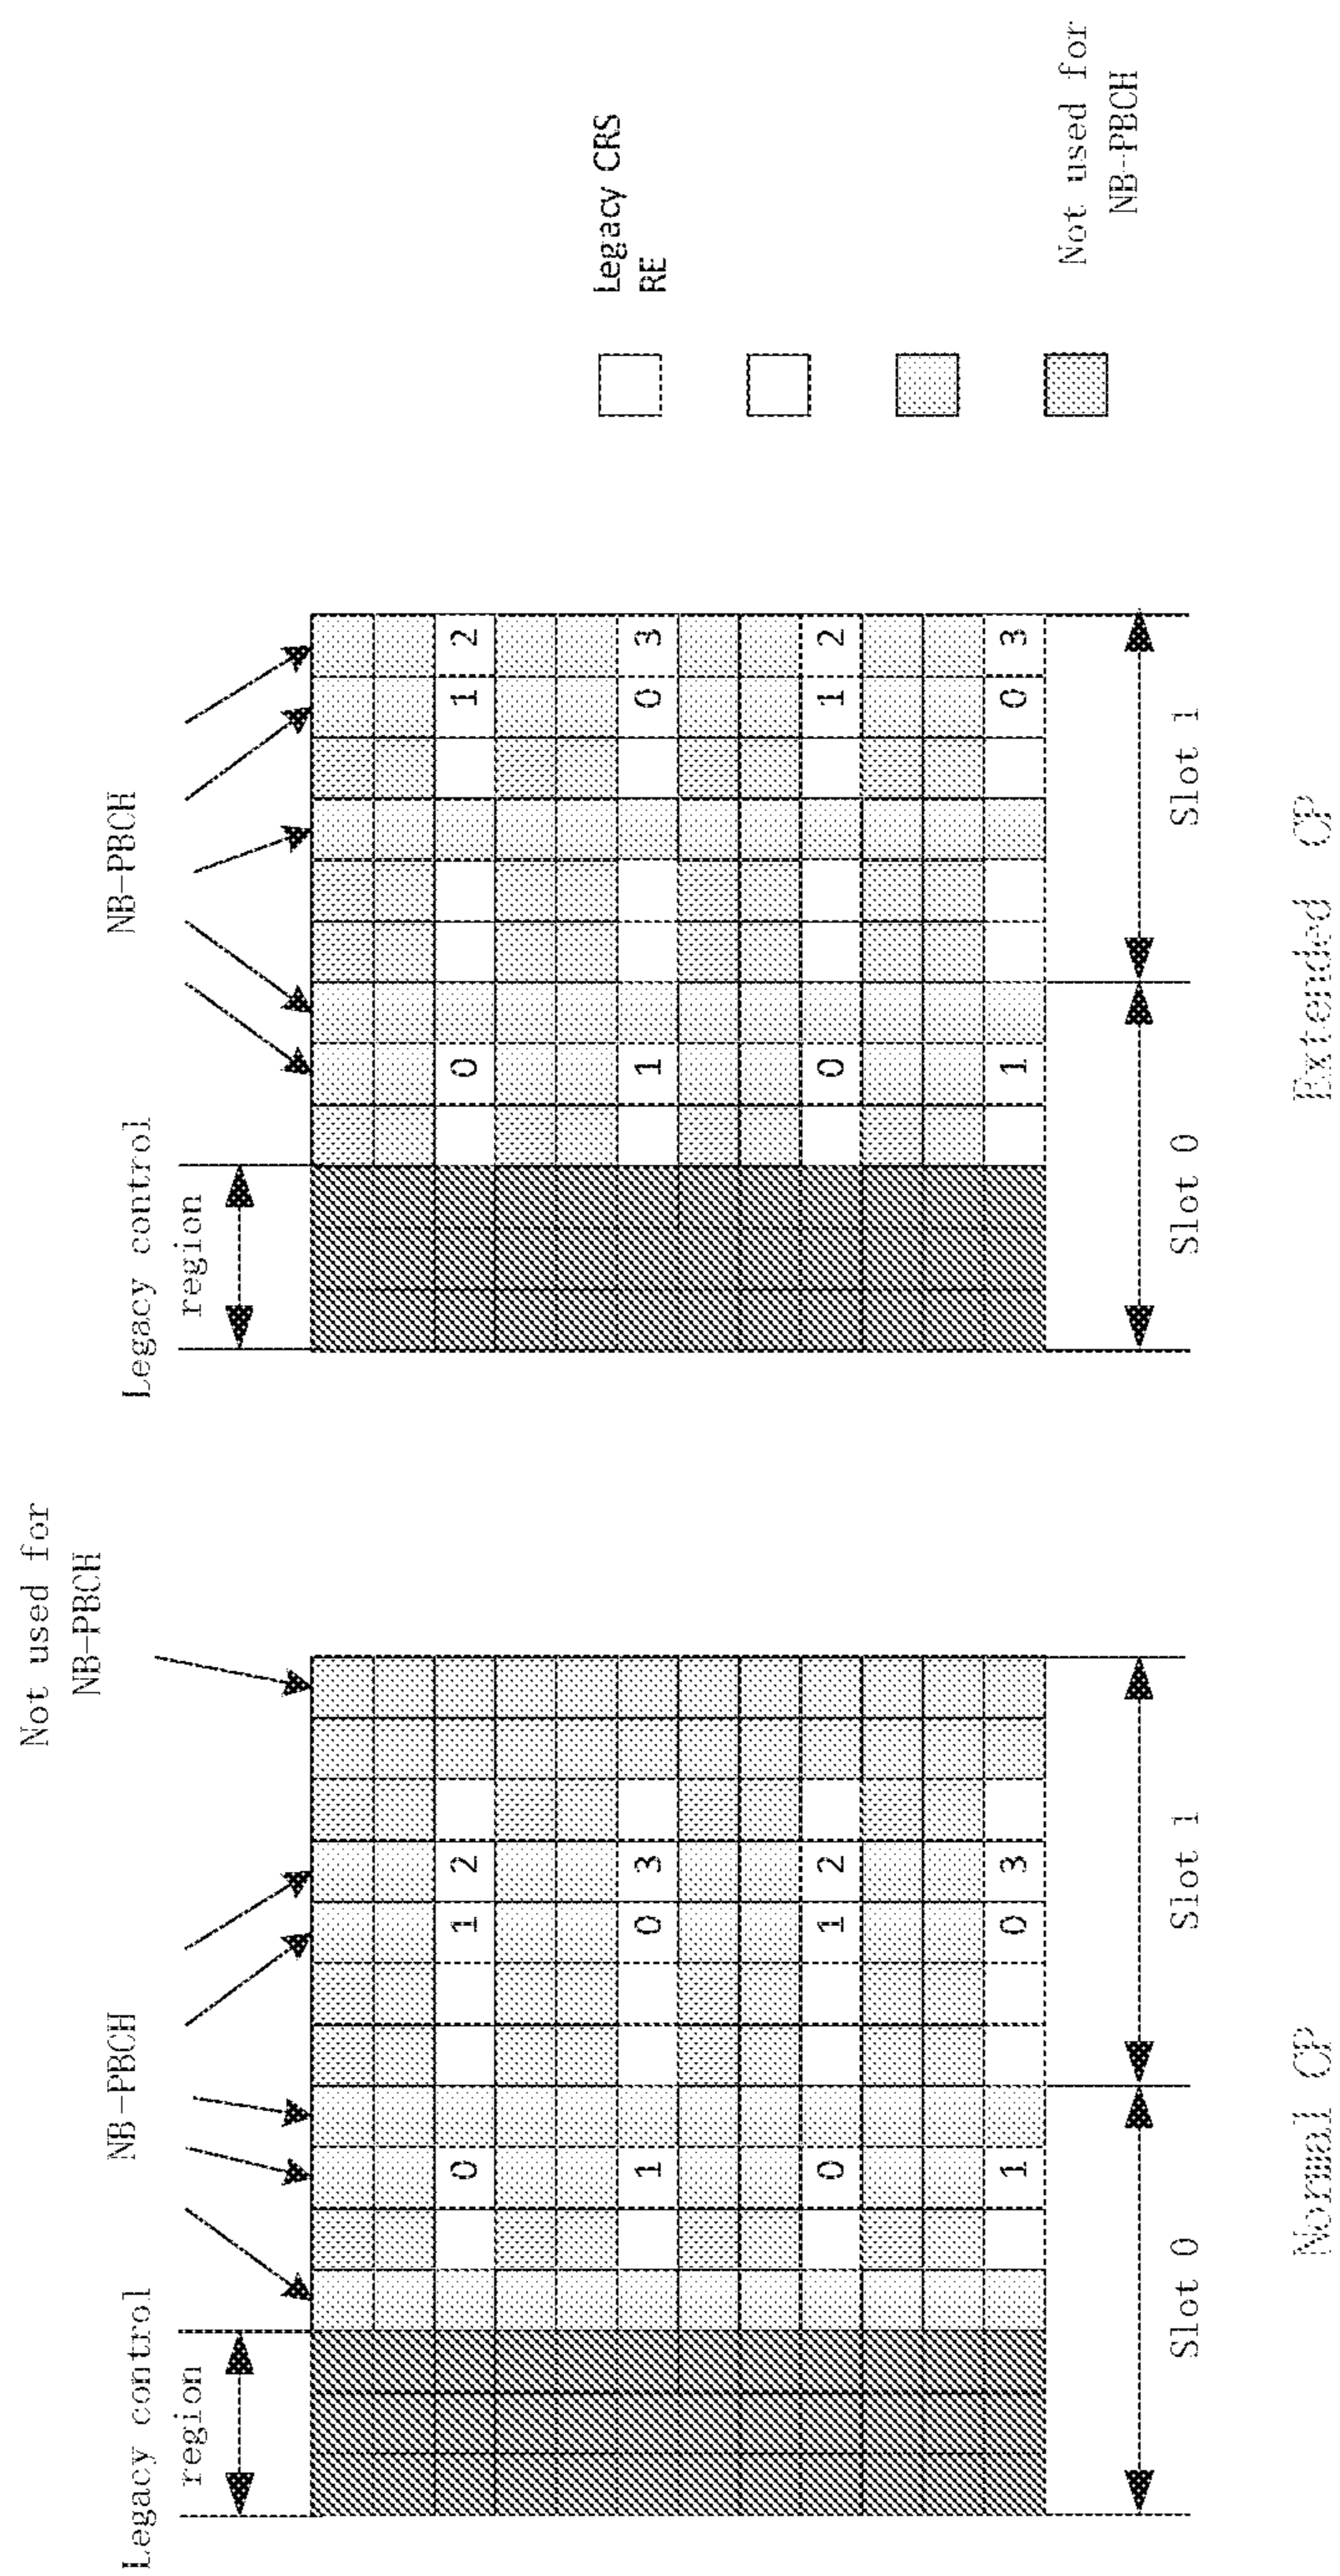 Not used for
NB-PBCH
Legacy control
region
NB-PBCH
0 1 2
1 0 3
0 1 2
1 0 3
Slot 0
Slot 1
Normal CP
Legacy control
region
NB-PBCH
0 1 2
1 0 3
0 1 2
1 0 3
Slot 0
Slot 1
Extended CP
Legacy CRS
RE
Not used for
NB-PBCH